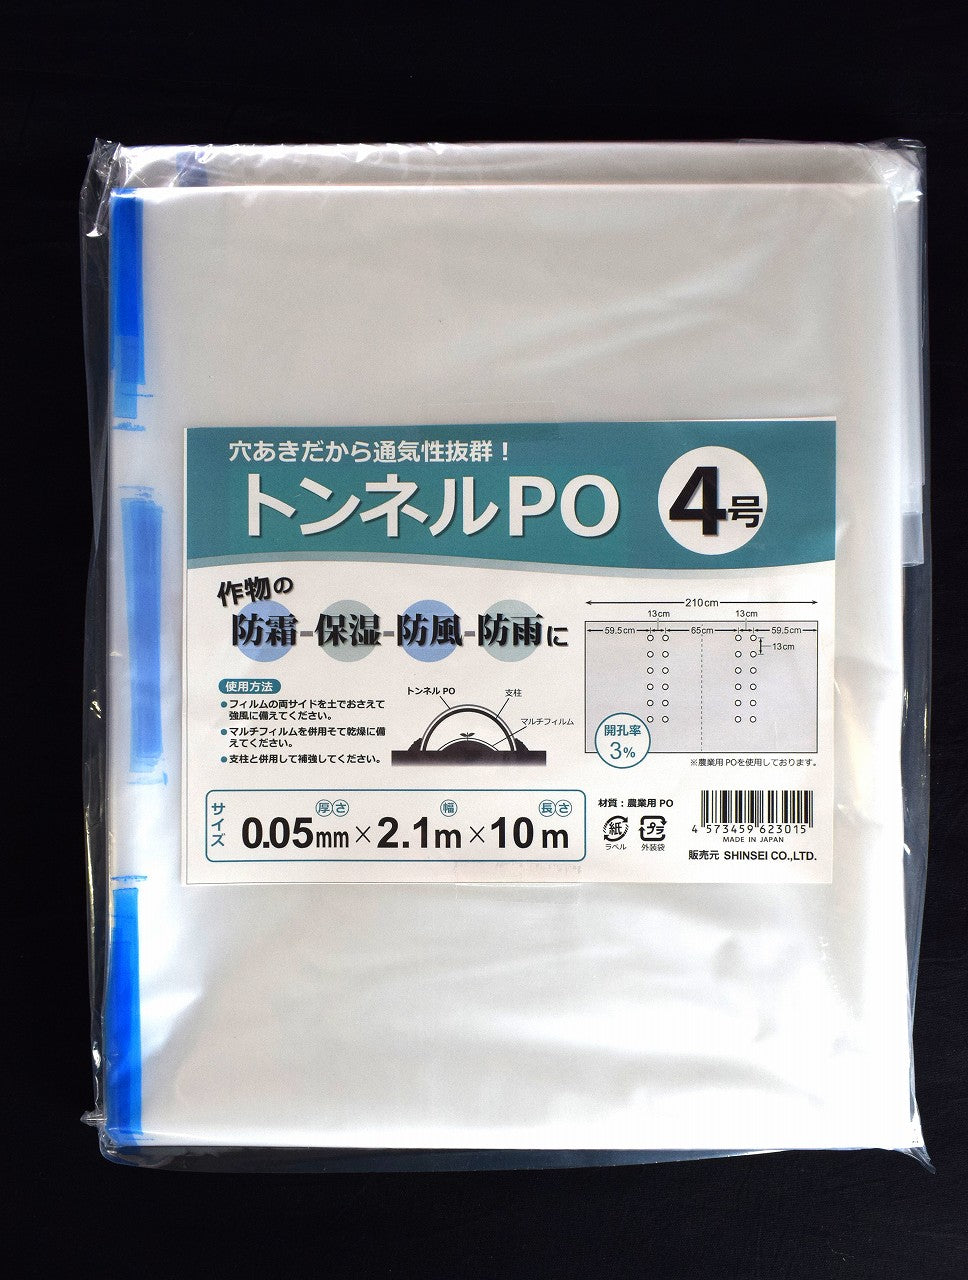 穴あきだから通気性抜群！
トンネルPO
4号
作物の
防霜-保湿-防風-防雨に
使用方法
●フィルムの両サイドを土でおさえて
強風に備えてください。
●マルチフィルムを併用そて乾燥に備
えてください。
●支柱と併用して補強してください。
トンネルPO
支柱
マルチフィルム
210cm
13cm 13cm
59.5cm 65cm 59.5cm
13cm
開孔率
3%
※農業用POを使用しております。
サイズ
厚さ 幅 長さ
0.05mm×2.1m×10m
材質：農業用PO
紙
ラベル
プラ
外装袋
4 573459 623015
MADE IN JAPAN
販売元 SHINSEI CO.,LTD.